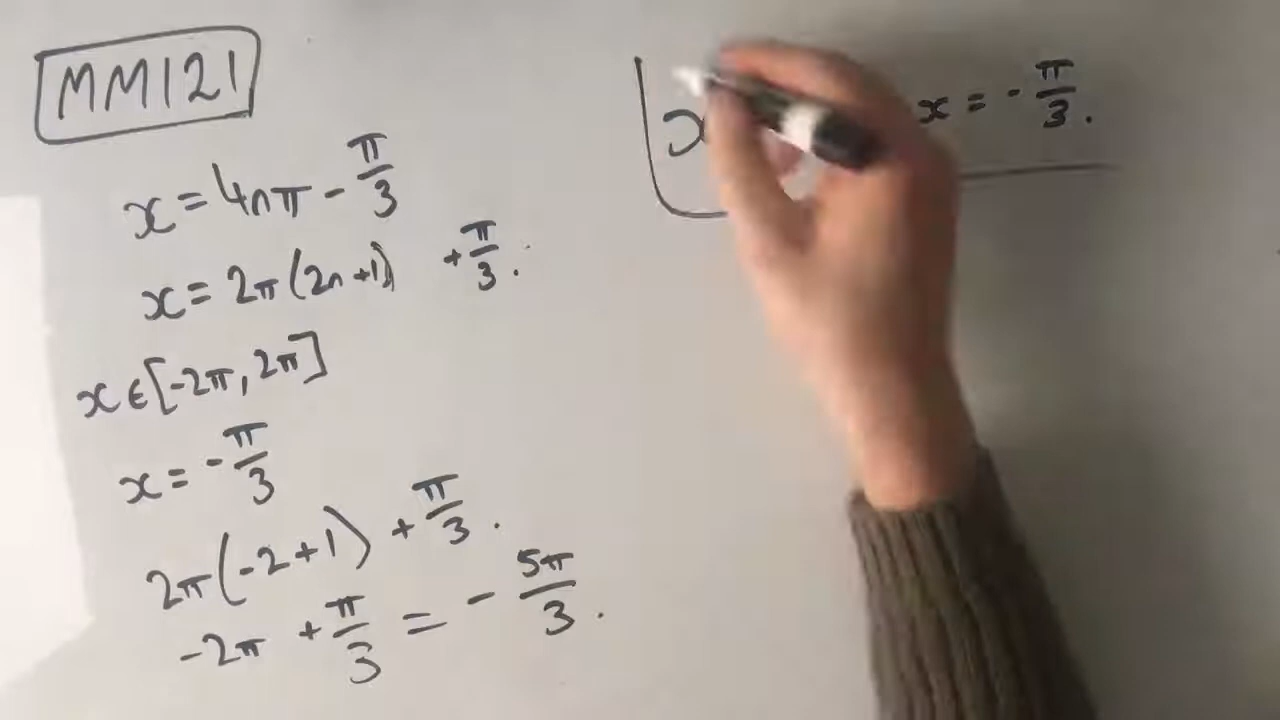 MM121
x = 4nπ - π/3
x = 2π(2n+1) + π/3.
x ∈ [-2π, 2π]
x = - π/3
2π(-2+1) + π/3.
-2π + π/3 = - 5π/3.
x
x = - π/3.